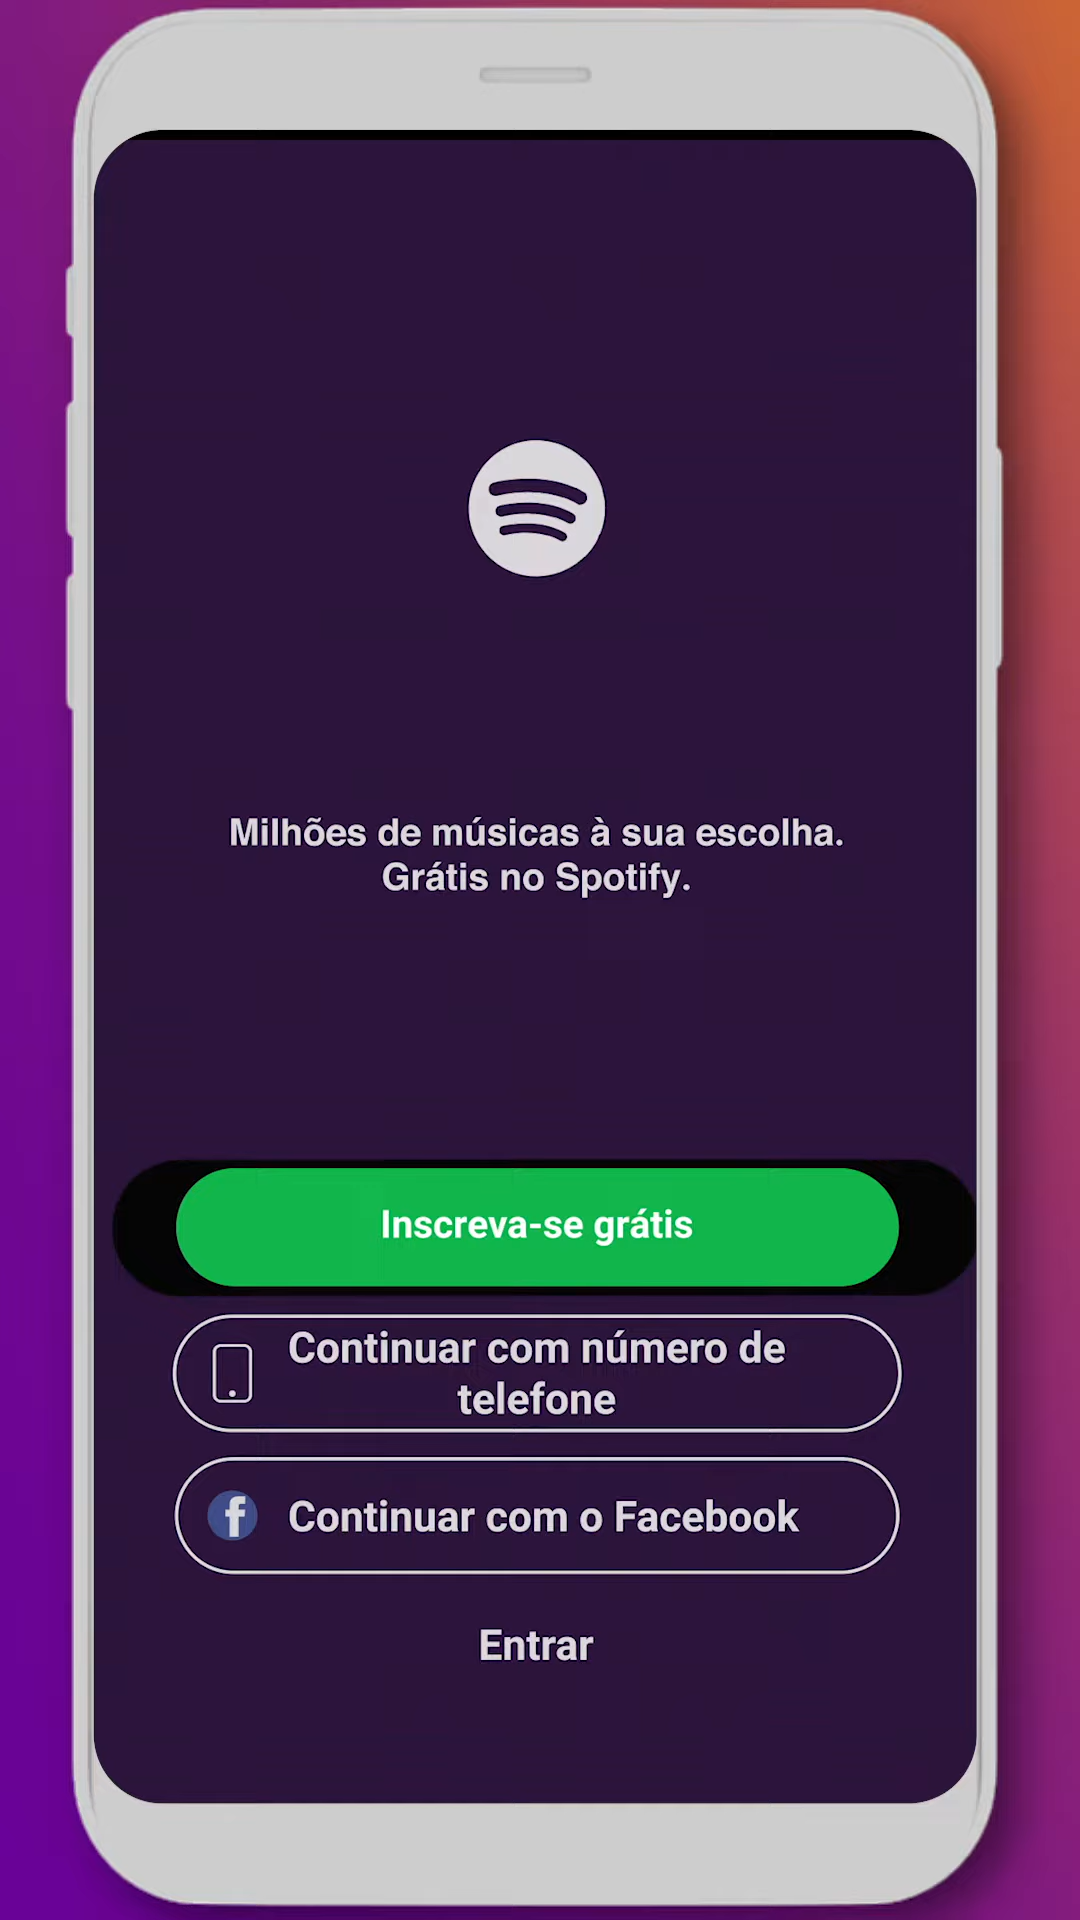 Milhões de músicas à sua escolha.
Grátis no Spotify.
Inscreva-se grátis
Continuar com número de
telefone
Continuar com o Facebook
Entrar